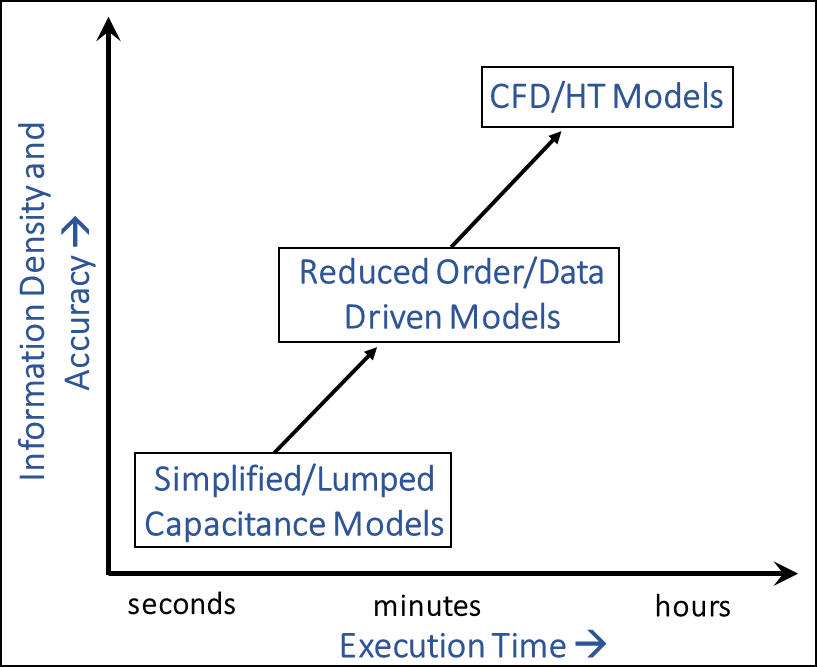 CFD/HT Models
Information Density and
Accuracy →
Reduced Order/Data
Driven Models
Simplified/Lumped
Capacitance Models
seconds minutes hours
Execution Time →